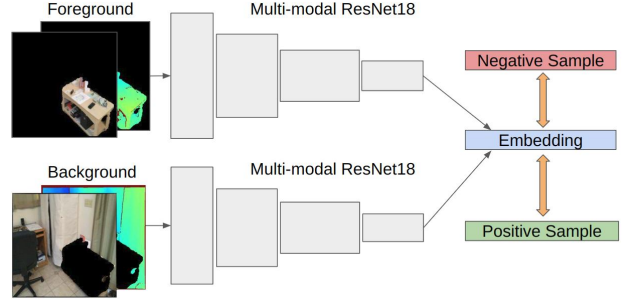 Foreground
Multi-modal ResNet18
Negative Sample
Embedding
Background
Multi-modal ResNet18
Positive Sample